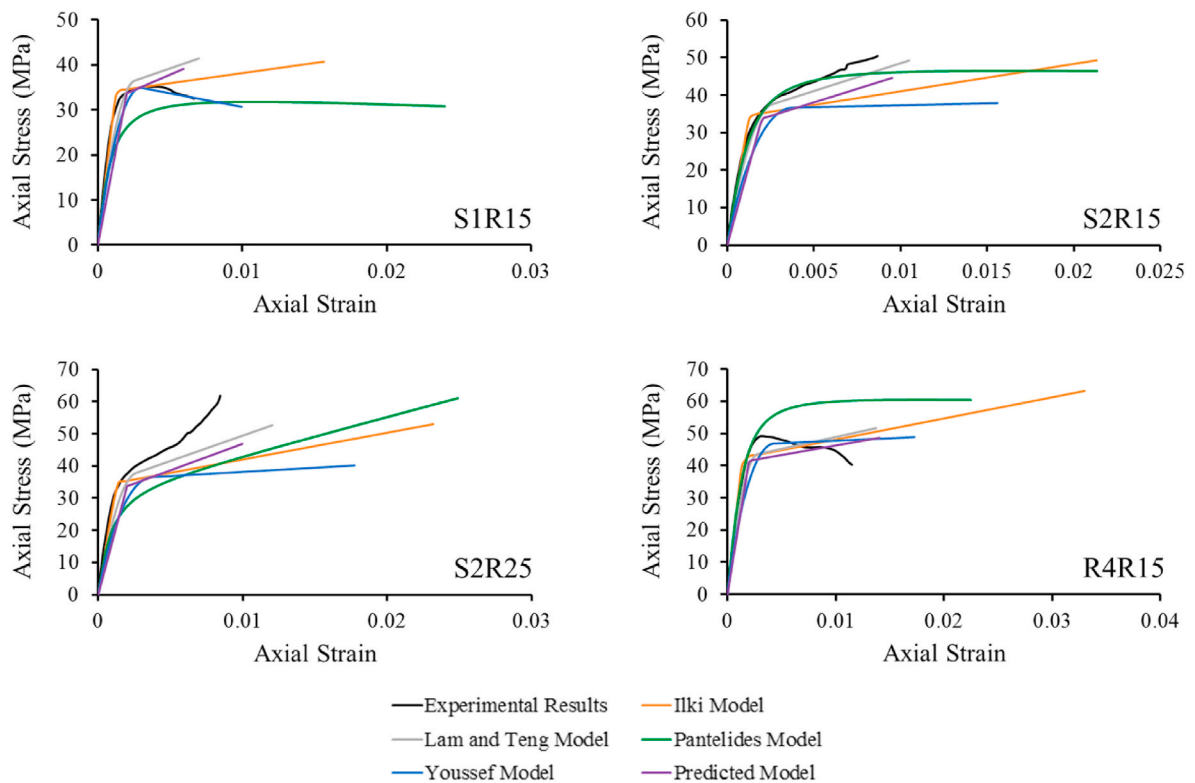 50
40
30
20
10
0
Axial Stress (MPa)
S1R15
0 0.01 0.02 0.03
Axial Strain
60
50
40
30
20
10
0
Axial Stress (MPa)
S2R15
0 0.005 0.01 0.015 0.02 0.025
Axial Strain
70
60
50
40
30
20
10
0
Axial Stress (MPa)
S2R25
0 0.01 0.02 0.03
Axial Strain
70
60
50
40
30
20
10
0
Axial Stress (MPa)
R4R15
0 0.01 0.02 0.03 0.04
Axial Strain
Experimental Results Ilki Model
Lam and Teng Model Pantelides Model
Youssef Model Predicted Model